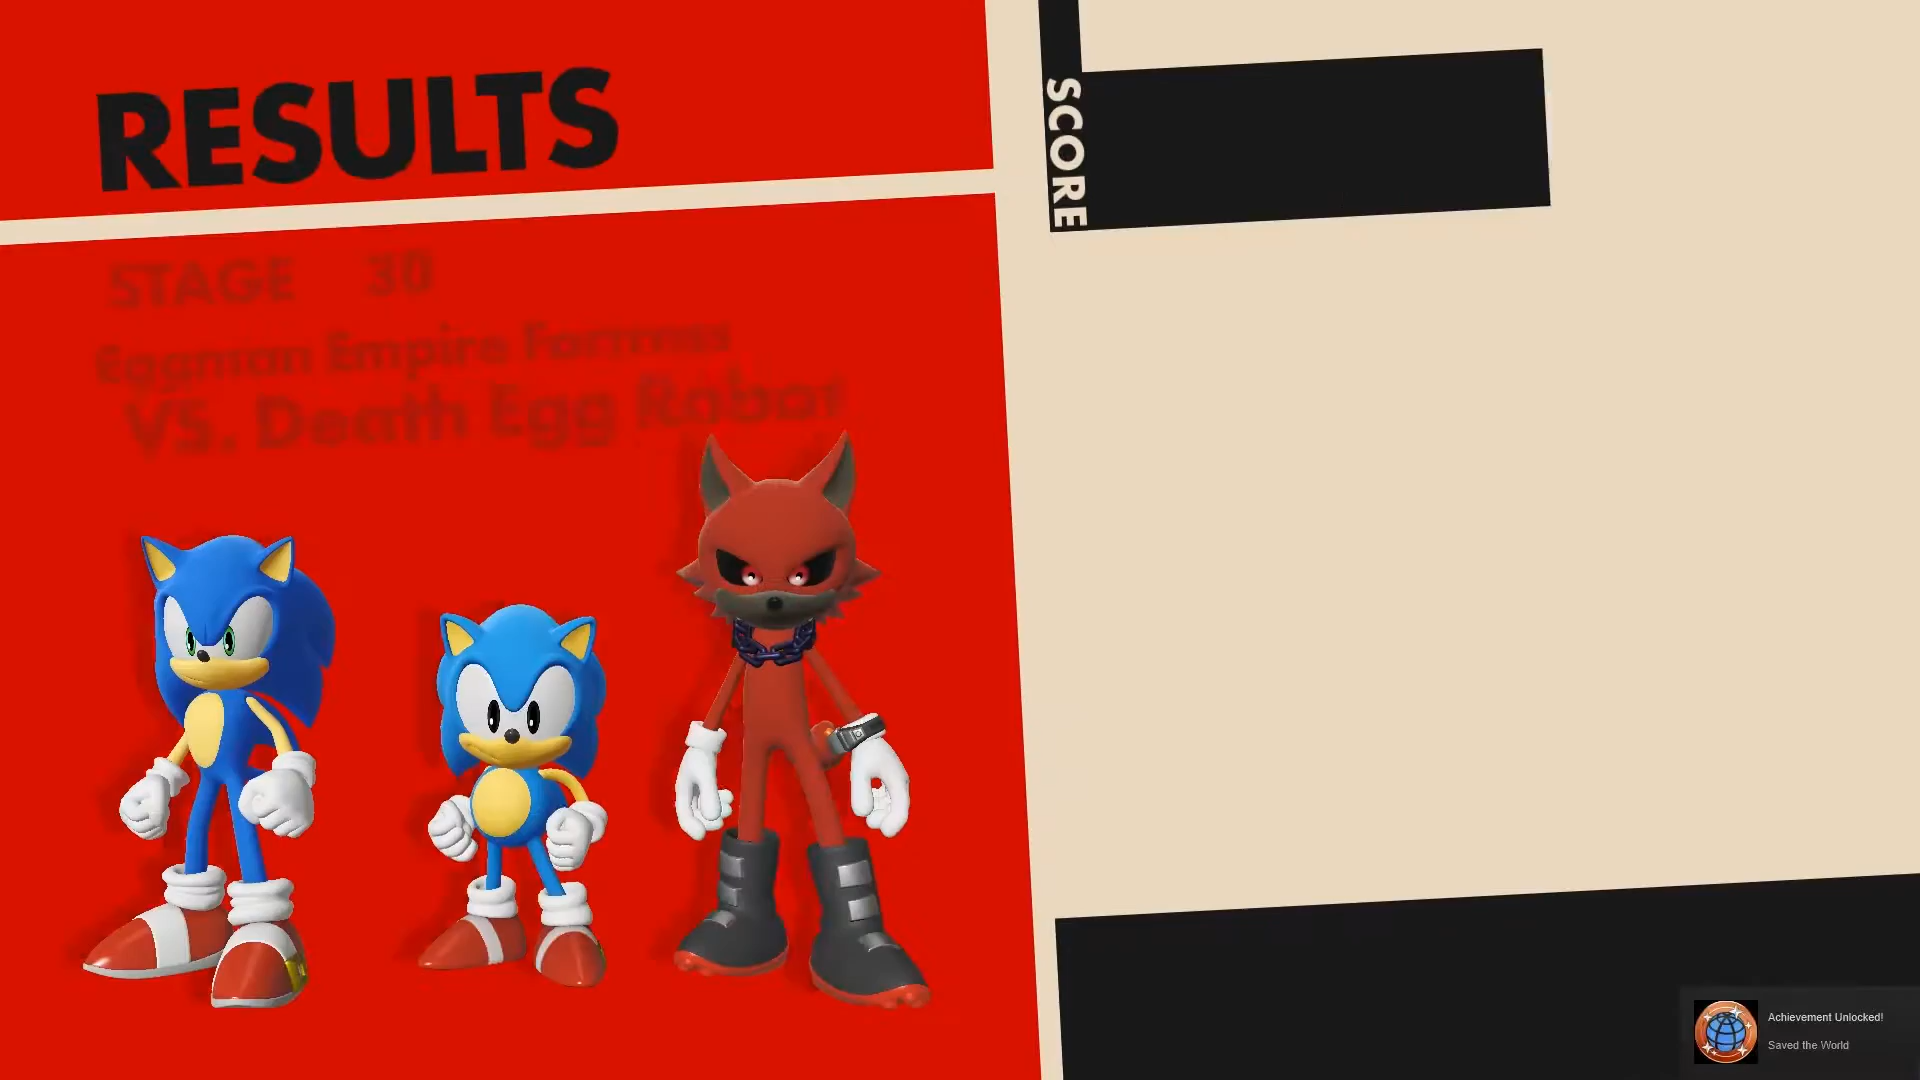 RESULTS
SCORE
STAGE 30
Eggman Empire Fortress
VS. Death Egg Robot
Achievement Unlocked!
Saved the World